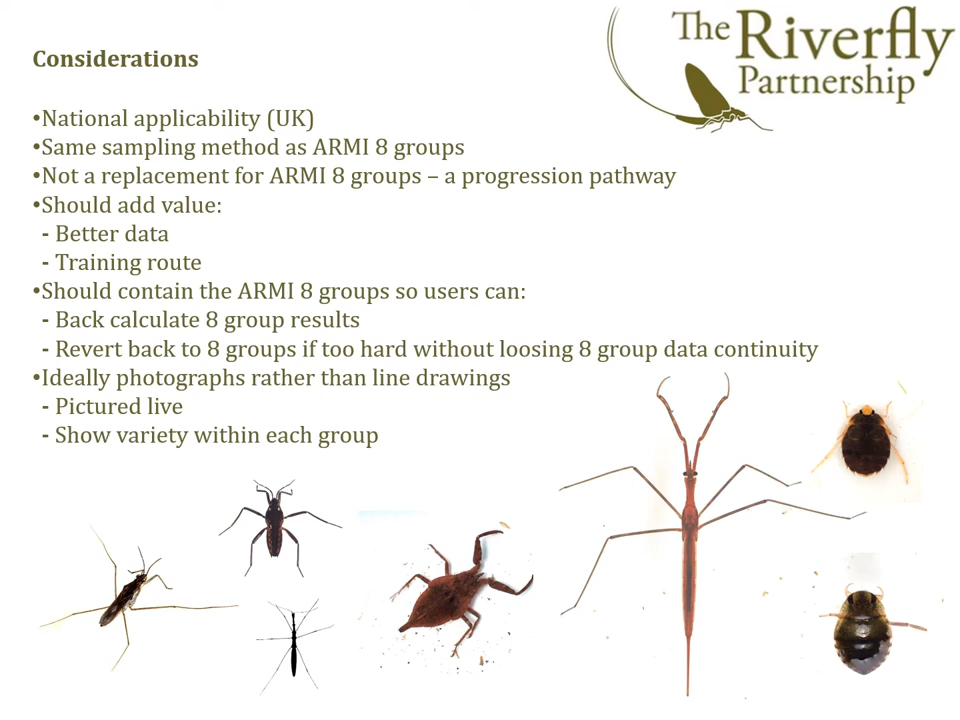 The Riverfly
Partnership
Considerations
•National applicability (UK)
•Same sampling method as ARMI 8 groups
•Not a replacement for ARMI 8 groups – a progression pathway
•Should add value:
- Better data
- Training route
•Should contain the ARMI 8 groups so users can:
- Back calculate 8 group results
- Revert back to 8 groups if too hard without loosing 8 group data continuity
•Ideally photographs rather than line drawings
- Pictured live
- Show variety within each group